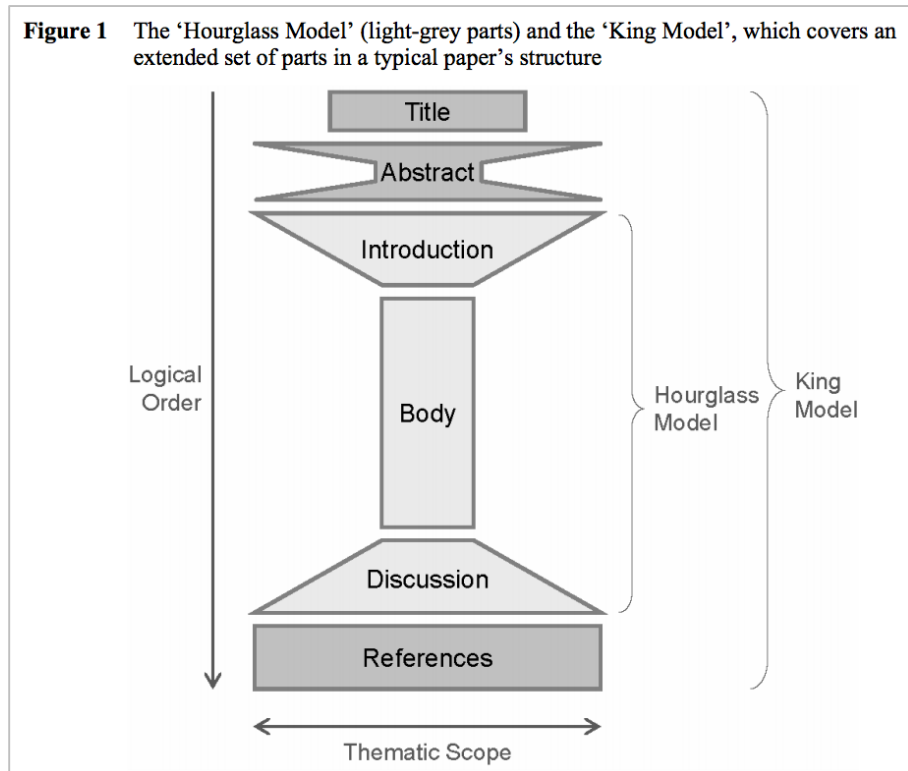 Figure 1 The ‘Hourglass Model’ (light-grey parts) and the ‘King Model’, which covers an
extended set of parts in a typical paper’s structure
Title
Abstract
Introduction
Logical
Order
Body
Hourglass
Model
King
Model
Discussion
References
Thematic Scope